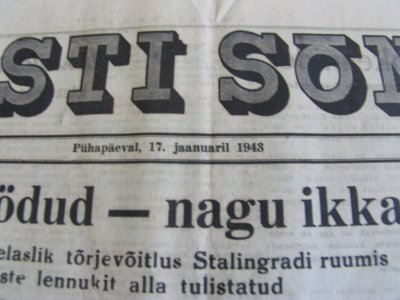 STI SÕN
Pühapäeval, 17. jaanuaril 1943
ödud — nagu ikka
elaslik tõrjevõitlus Stalingradi ruumis
ste lennukit alla tulistatud